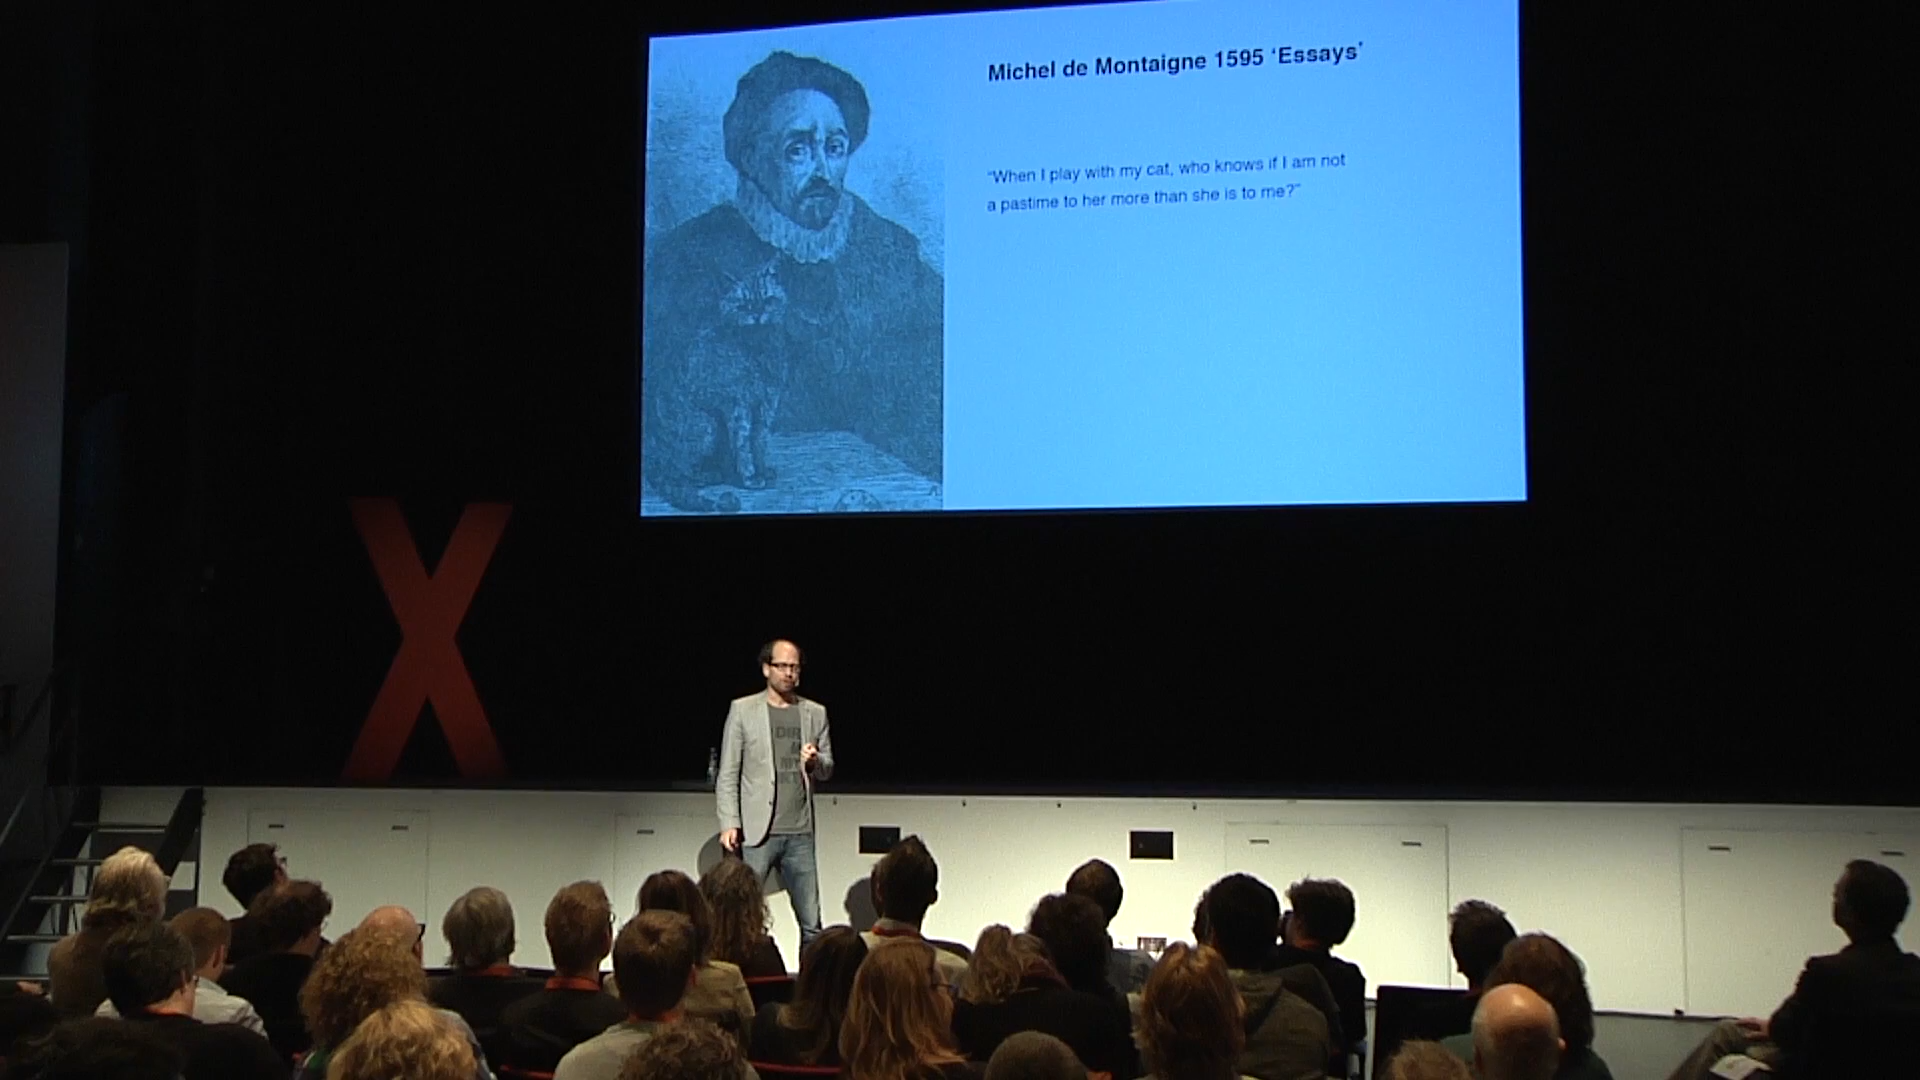 Michel de Montaigne 1595 ‘Essays’
“When I play with my cat, who knows if I am not
a pastime to her more than she is to me?”
X